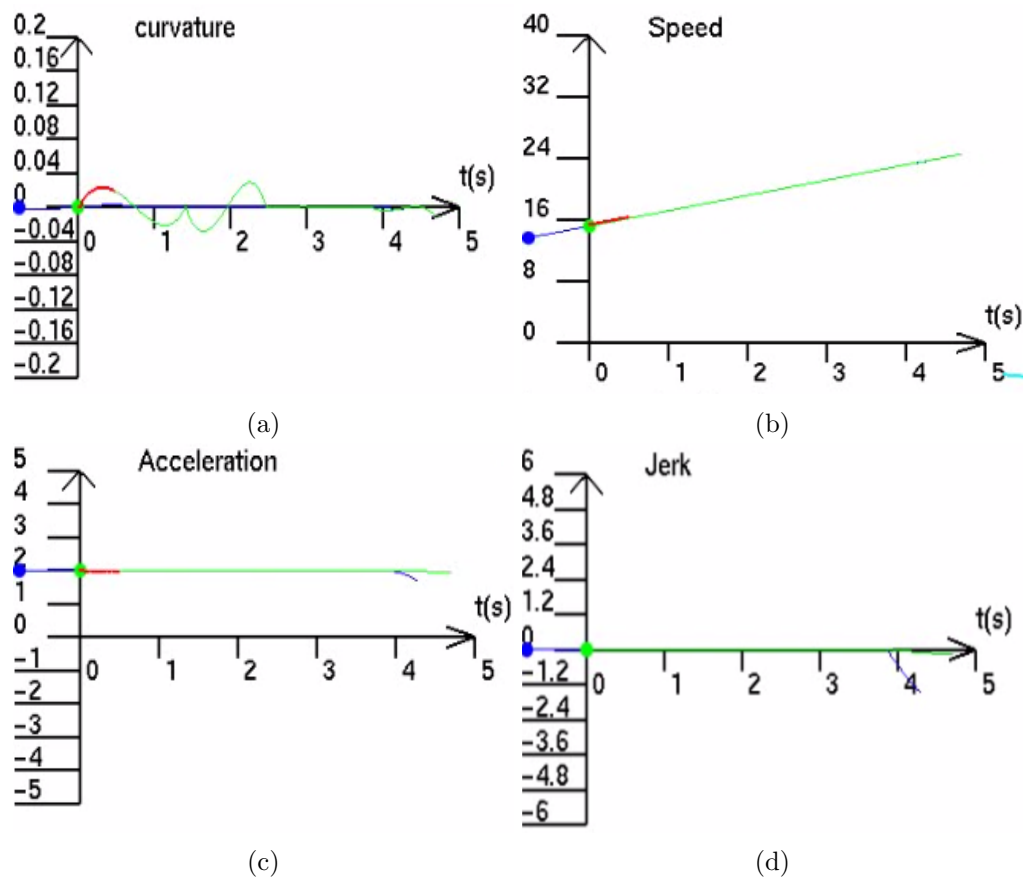 curvature
0.2
0.16
0.12
0.08
0.04
0
-0.04
-0.08
-0.12
-0.16
-0.2
0 1 2 3 4 5
t(s)
(a)
Speed
40
32
24
16
8
0
0 1 2 3 4 5
t(s)
(b)
Acceleration
5
4
3
2
1
0
-1
-2
-3
-4
-5
0 1 2 3 4 5
t(s)
(c)
Jerk
6
4.8
3.6
2.4
1.2
0
-1.2
-2.4
-3.6
-4.8
-6
0 1 2 3 4 5
t(s)
(d)